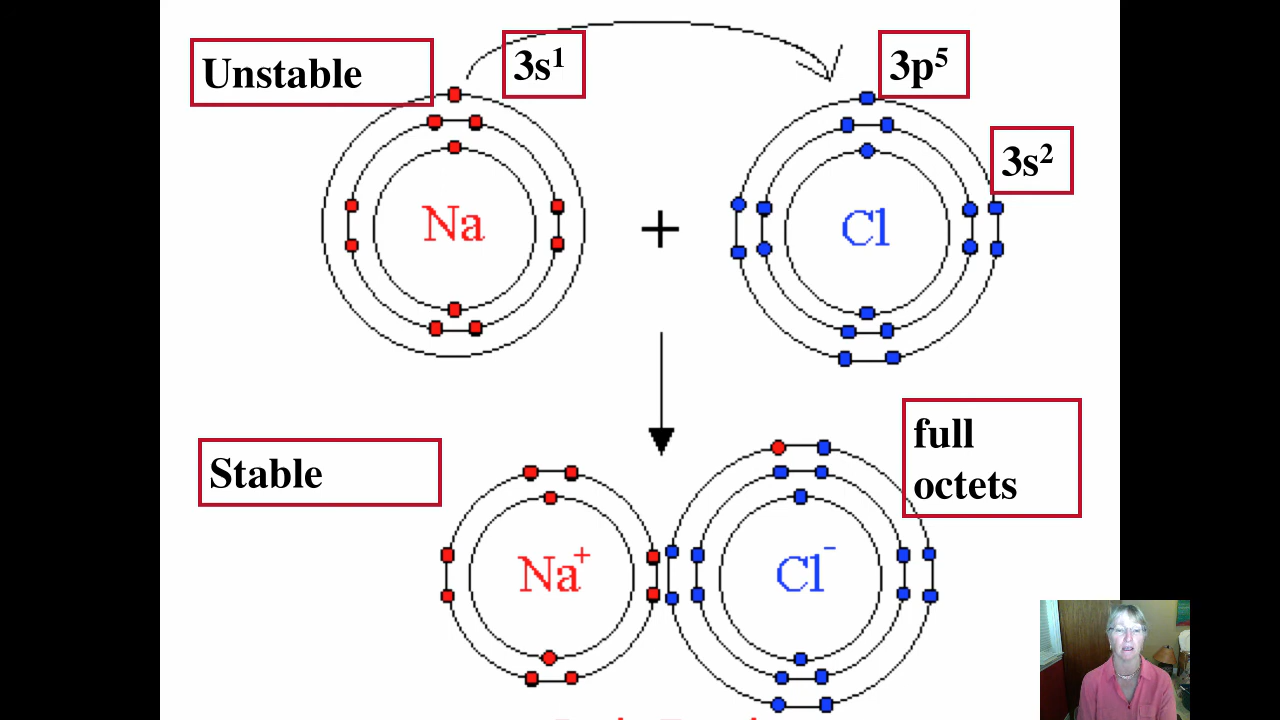 Unstable
3s¹
3p⁵
3s²
Na
+
Cl
Stable
full
octets
Na⁺
Cl⁻